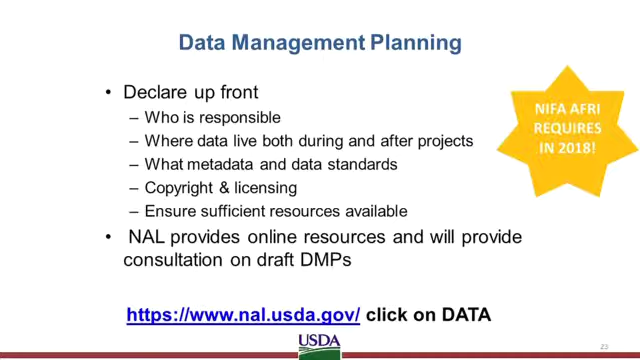 Data Management Planning
• Declare up front
– Who is responsible
– Where data live both during and after projects
– What metadata and data standards
– Copyright & licensing
– Ensure sufficient resources available
• NAL provides online resources and will provide
consultation on draft DMPs
NIFA AFRI
REQUIRES
IN 2018!
https://www.nal.usda.gov/ click on DATA
USDA
23